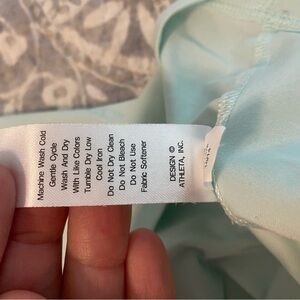 Machine Wash Cold
Gentle Cycle
Wash And Dry
With Like Colors
Tumble Dry Low
Cool Iron
Do Not Dry Clean
Do Not Bleach
Do Not Use
Fabric Softener
DESIGN ©
ATHLETA, INC.